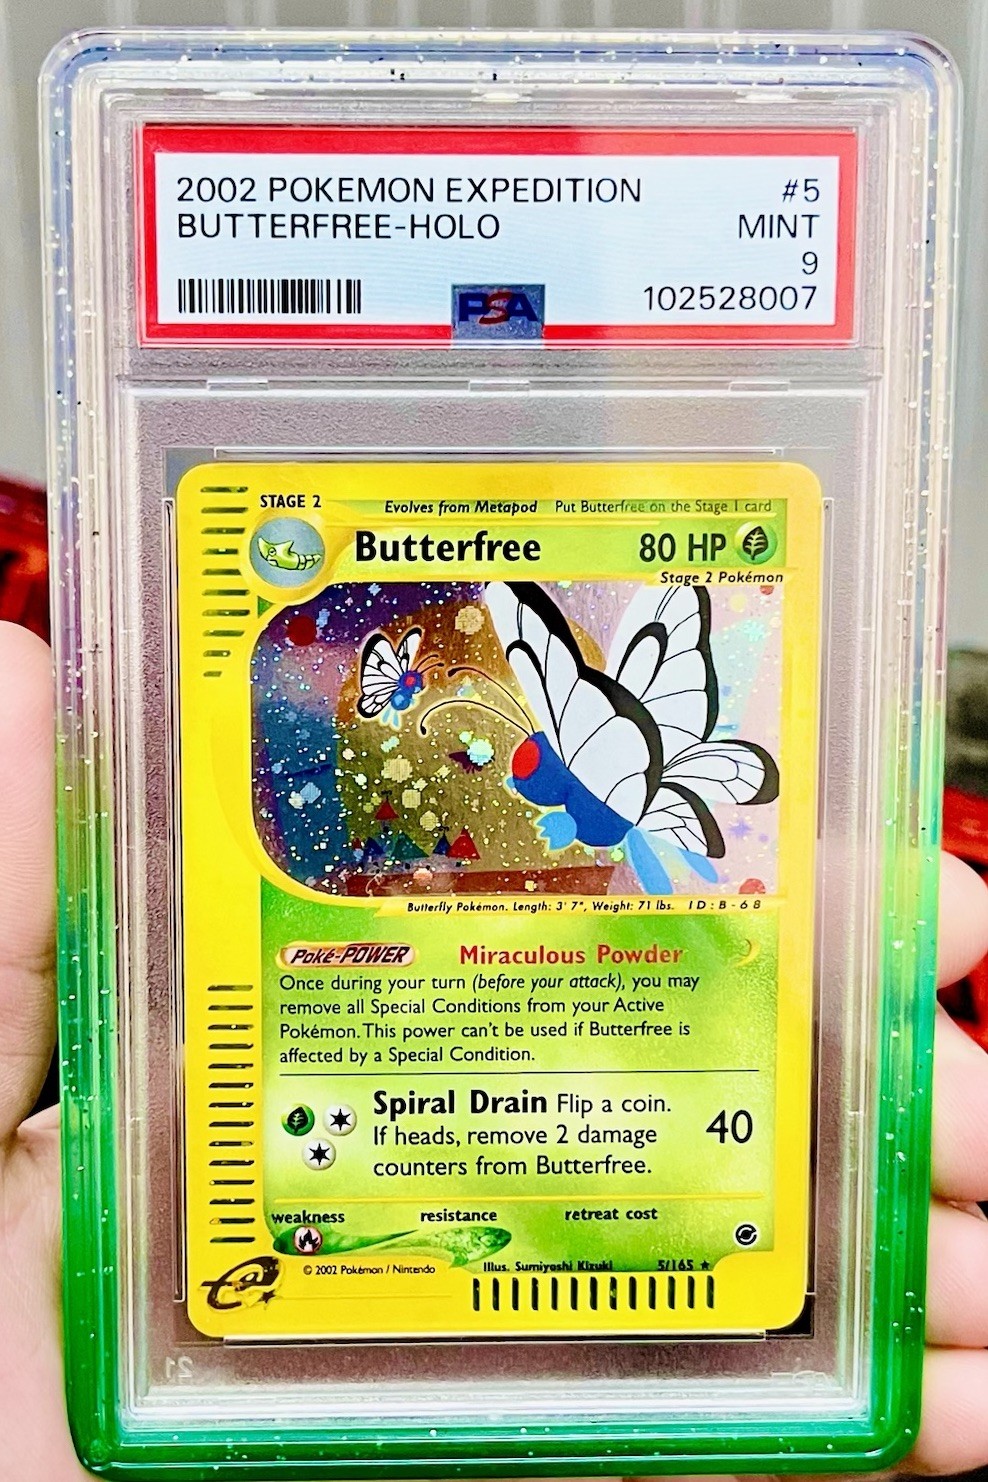 2002 POKEMON EXPEDITION #5
BUTTERFREE-HOLO MINT
9
102528007
PSA
STAGE 2 Evolves from Metapod Put Butterfree on the Stage 1 card
Butterfree 80 HP
Stage 2 Pokémon
Butterfly Pokémon. Length: 3' 7", Weight: 71 lbs. ID:B-68
Poké-POWER Miraculous Powder
Once during your turn (before your attack), you may
remove all Special Conditions from your Active
Pokémon. This power can't be used if Butterfree is
affected by a Special Condition.
Spiral Drain Flip a coin.
If heads, remove 2 damage 40
counters from Butterfree.
weakness resistance retreat cost
e
© 2002 Pokémon / Nintendo Illus. Sumiyoshi Kizuki 5/165 ★